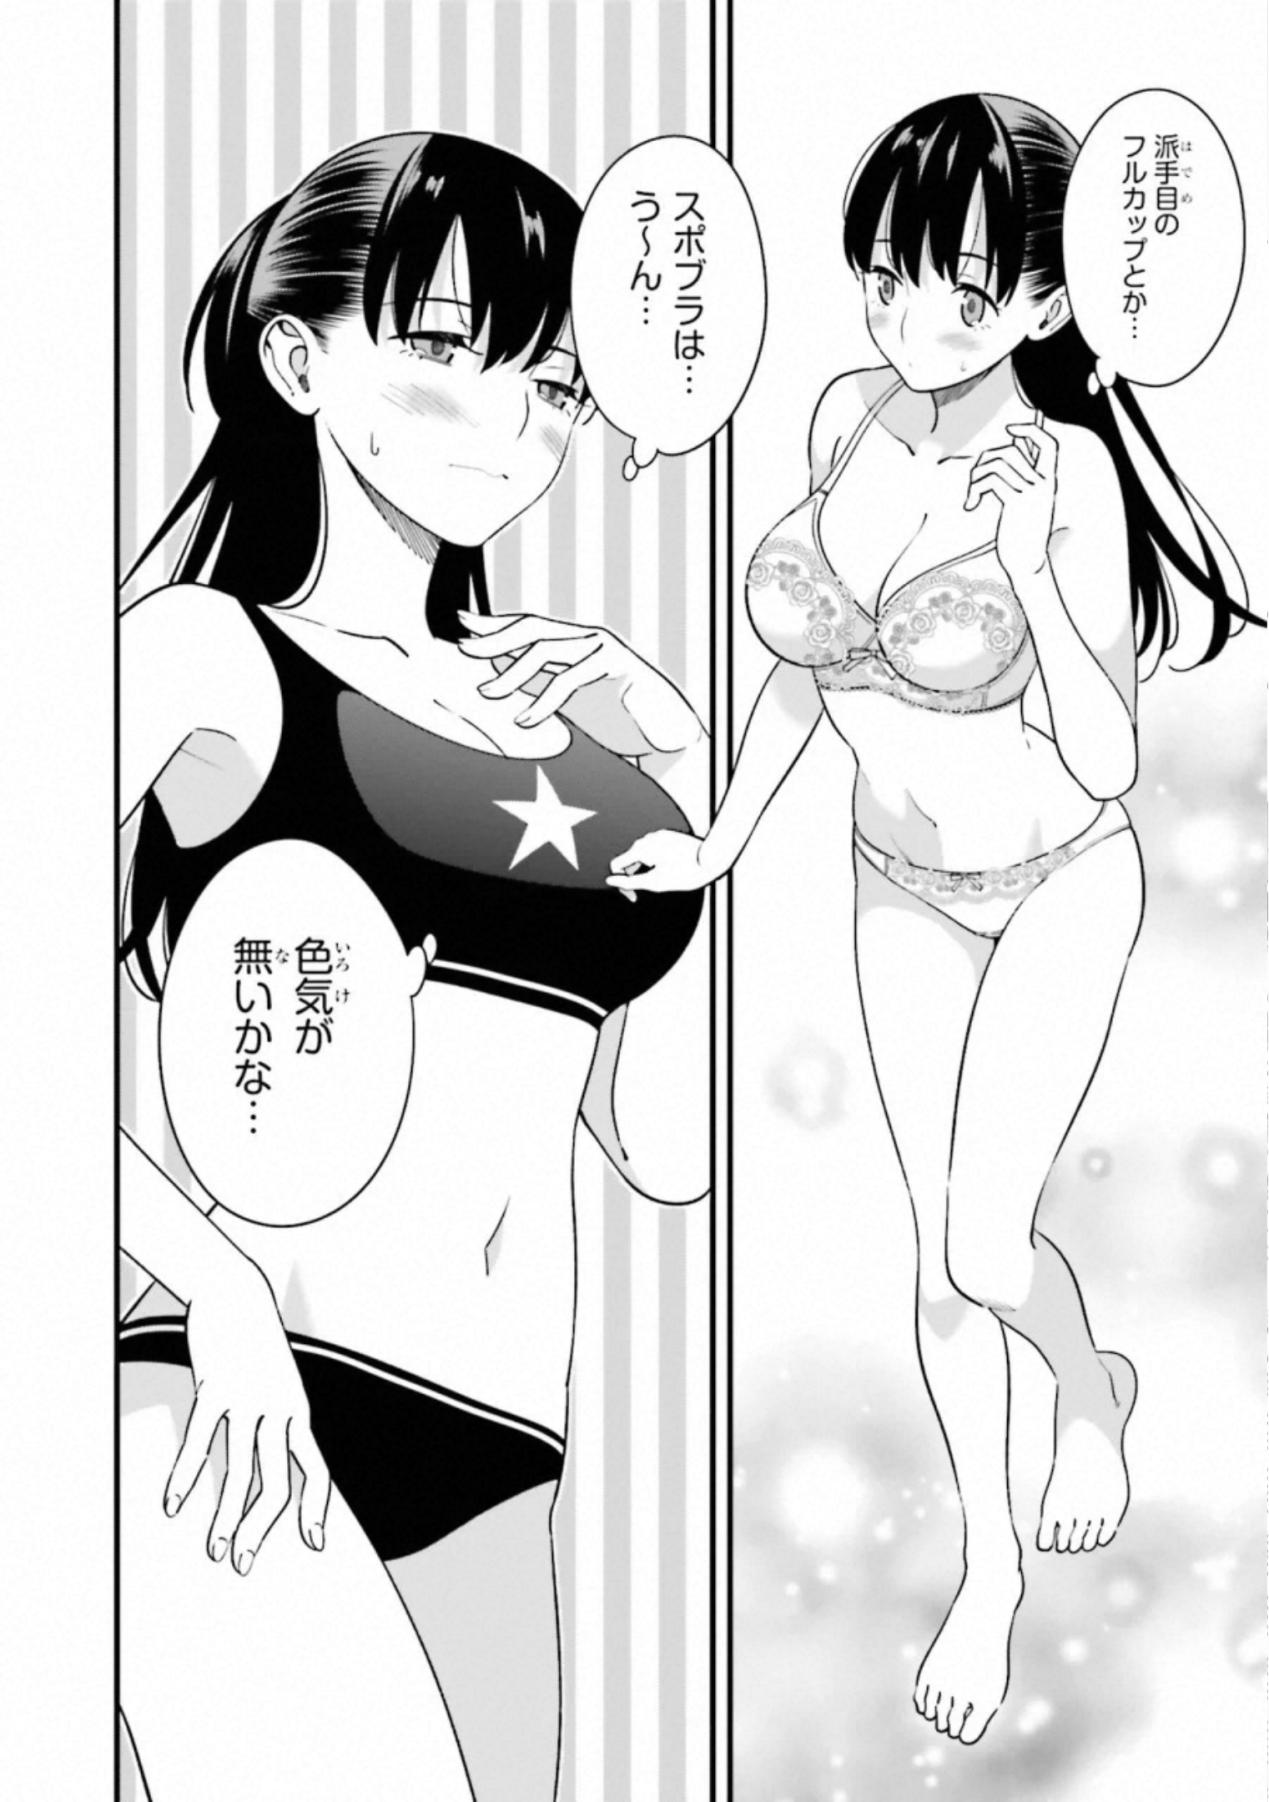 派手目の
フルカップとか…
スポブラは…
う～ん…
色気が
無いかな…